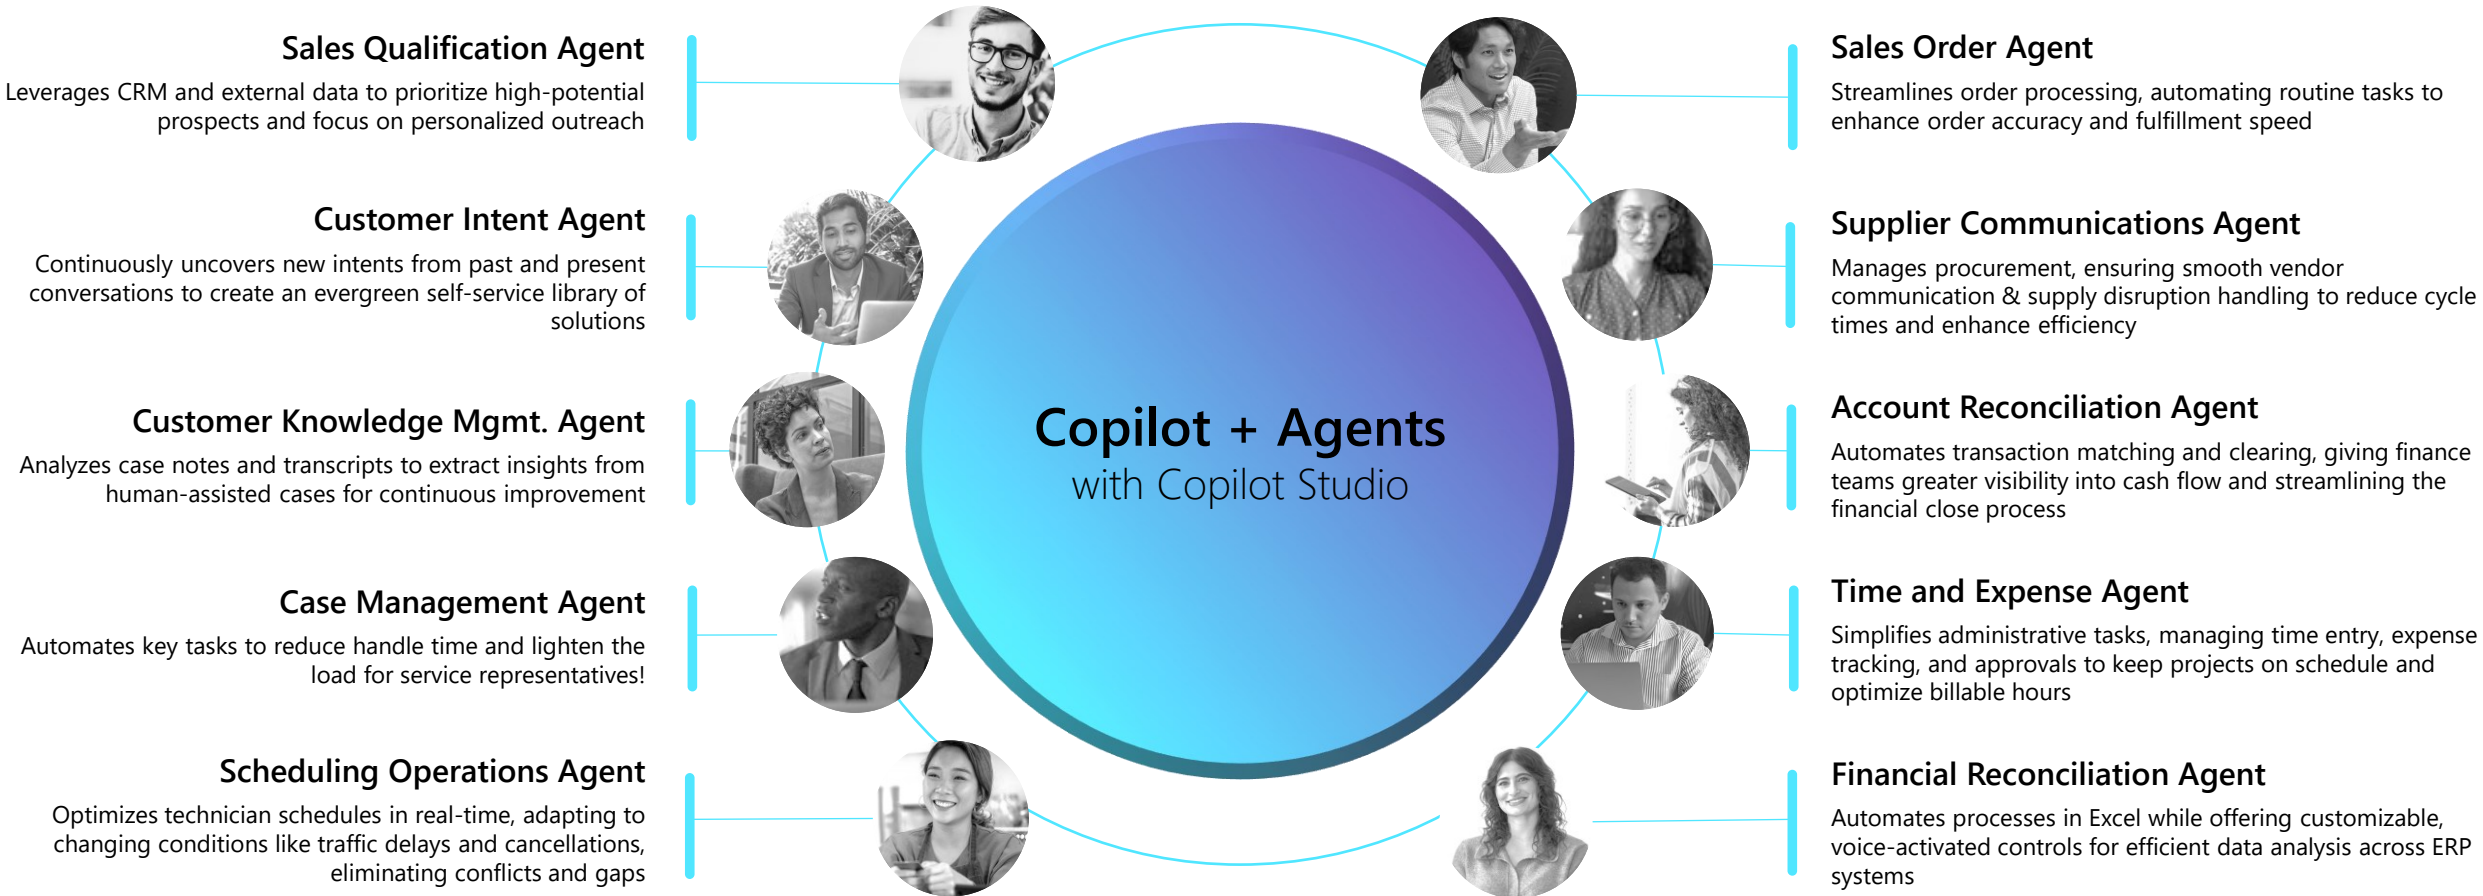 Sales Qualification Agent
Leverages CRM and external data to prioritize high-potential
prospects and focus on personalized outreach
Customer Intent Agent
Continuously uncovers new intents from past and present
conversations to create an evergreen self-service library of
solutions
Customer Knowledge Mgmt. Agent
Analyzes case notes and transcripts to extract insights from
human-assisted cases for continuous improvement
Case Management Agent
Automates key tasks to reduce handle time and lighten the
load for service representatives!
Scheduling Operations Agent
Optimizes technician schedules in real-time, adapting to
changing conditions like traffic delays and cancellations,
eliminating conflicts and gaps
Copilot + Agents
with Copilot Studio
Sales Order Agent
Streamlines order processing, automating routine tasks to
enhance order accuracy and fulfillment speed
Supplier Communications Agent
Manages procurement, ensuring smooth vendor
communication & supply disruption handling to reduce cycle
times and enhance efficiency
Account Reconciliation Agent
Automates transaction matching and clearing, giving finance
teams greater visibility into cash flow and streamlining the
financial close process
Time and Expense Agent
Simplifies administrative tasks, managing time entry, expense
tracking, and approvals to keep projects on schedule and
optimize billable hours
Financial Reconciliation Agent
Automates processes in Excel while offering customizable,
voice-activated controls for efficient data analysis across ERP
systems